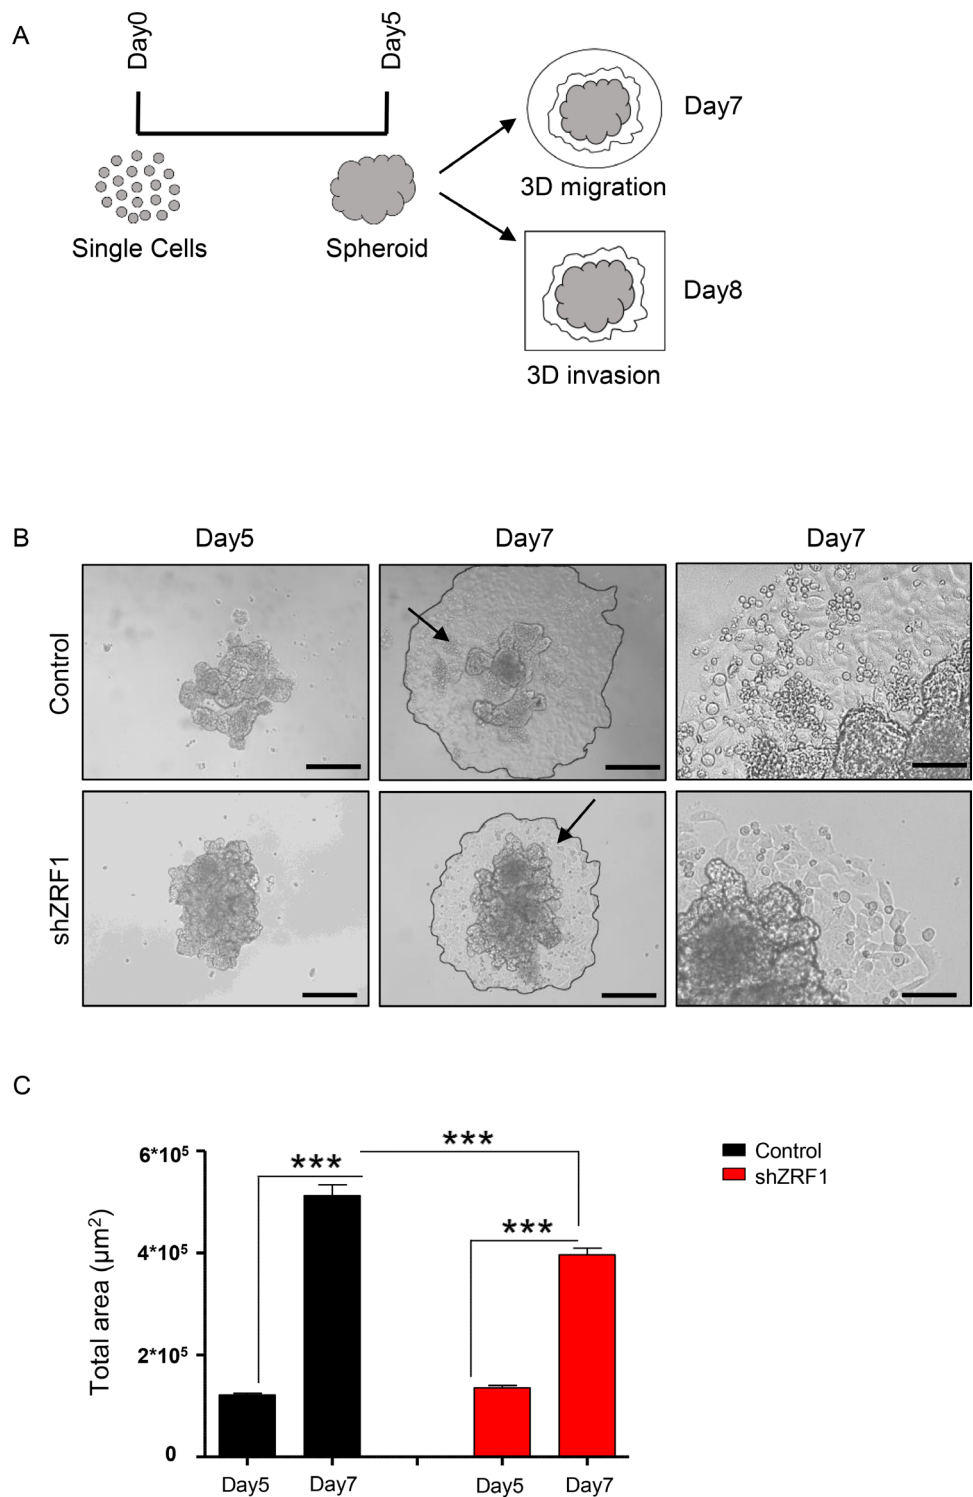 A
Day0
Day5
Single Cells
Spheroid
Day7
3D migration
Day8
3D invasion
B
Day5
Day7
Day7
Control
shZRF1
C
Total area (µm²)
6*10⁵
4*10⁵
2*10⁵
0
***
***
***
Control
shZRF1
Day5
Day7
Day5
Day7